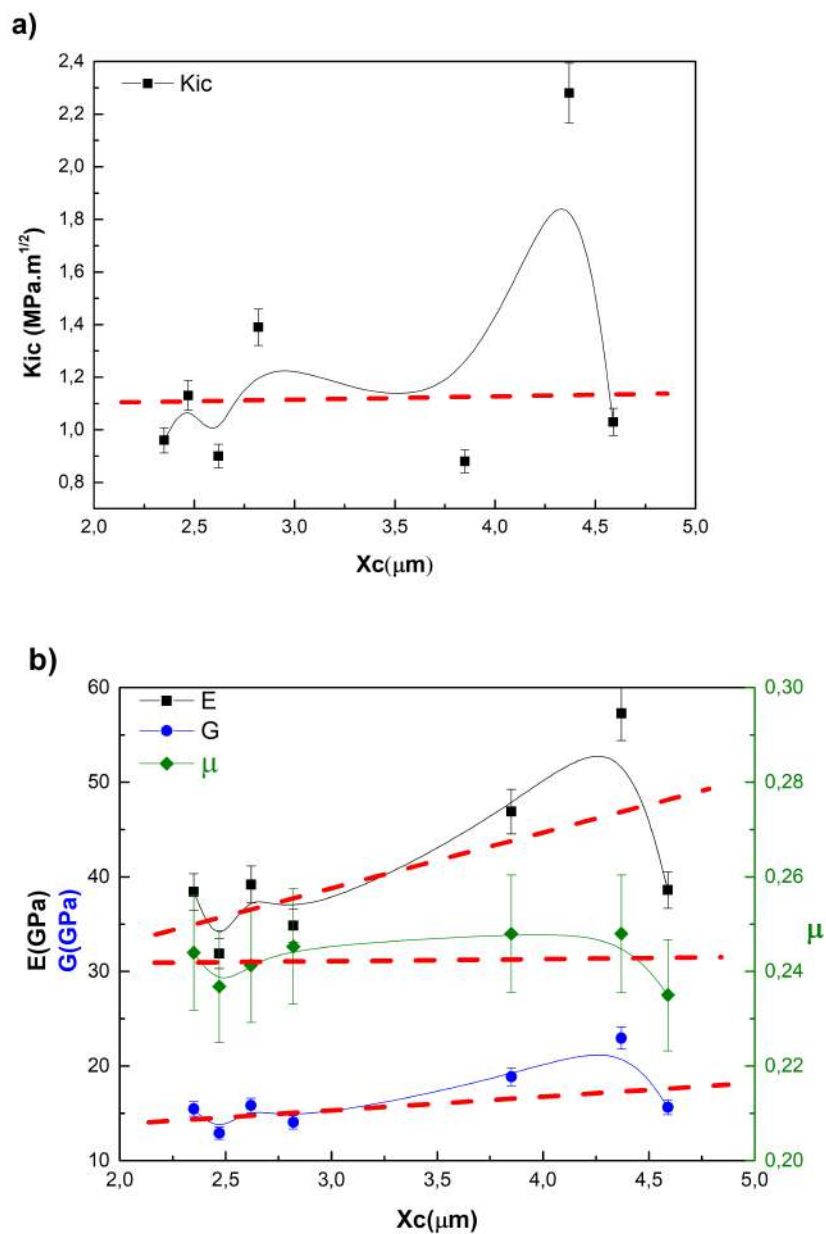 a)
2,4
2,2
2,0
1,8
1,6
1,4
1,2
1,0
0,8
Kic (MPa.m1/2)
Kic
2,0 2,5 3,0 3,5 4,0 4,5 5,0
Xc(μm)
b)
60
50
40
30
20
10
E(GPa)
G(GPa)
E
G
μ
0,30
0,28
0,26
0,24
0,22
0,20
μ
2,0 2,5 3,0 3,5 4,0 4,5 5,0
Xc(μm)